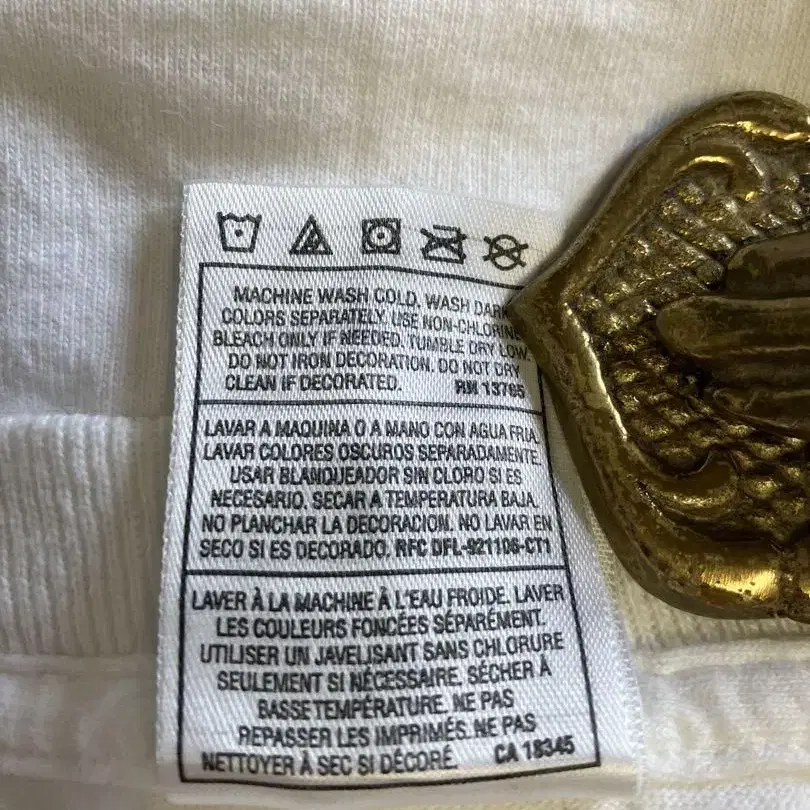 MACHINE WASH COLD. WASH DARK
COLORS SEPARATELY. USE NON-CHLORINE
BLEACH ONLY IF NEEDED. TUMBLE DRY LOW.
DO NOT IRON DECORATION. DO NOT DRY
CLEAN IF DECORATED. RN 13765
LAVAR A MAQUINA O A MANO CON AGUA FRIA.
LAVAR COLORES OSCUROS SEPARADAMENTE.
USAR BLANQUEADOR SIN CLORO SI ES
NECESARIO. SECAR A TEMPERATURA BAJA.
NO PLANCHAR LA DECORACION. NO LAVAR EN
SECO SI ES DECORADO. RFC DFL-921106-CT1
LAVER À LA MACHINE À L'EAU FROIDE. LAVER
LES COULEURS FONCÉES SÉPARÉMENT.
UTILISER UN JAVELISANT SANS CHLORURE
SEULEMENT SI NÉCESSAIRE. SÉCHER À
BASSE TEMPÉRATURE. NE PAS
REPASSER LES IMPRIMÉS. NE PAS
NETTOYER À SEC SI DÉCORÉ. CA 18345